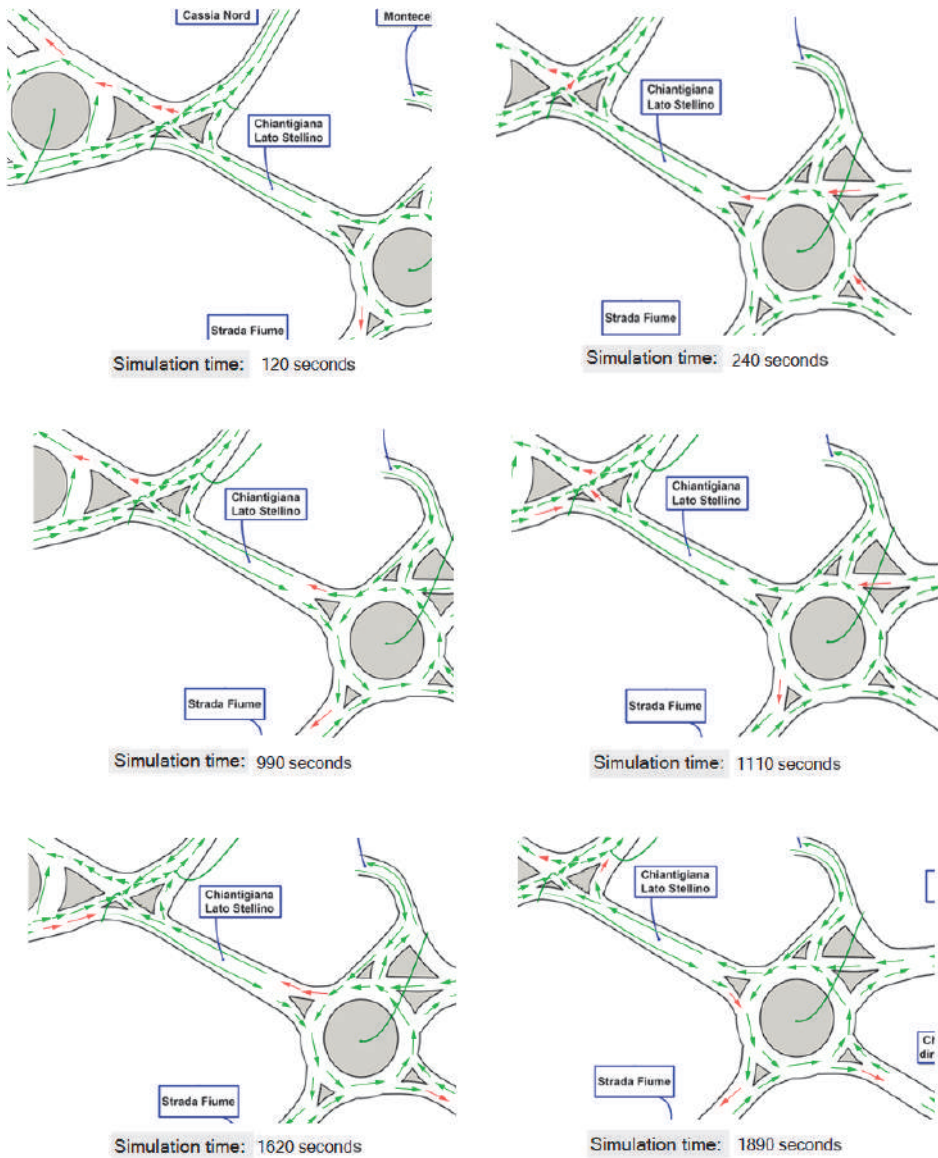 Cassia Nord
Montecel
Chiantigiana
Lato Stellino
Strada Fiume
Simulation time: 120 seconds
Chiantigiana
Lato Stellino
Strada Fiume
Simulation time: 240 seconds
Chiantigiana
Lato Stellino
Strada Fiume
Simulation time: 990 seconds
Chiantigiana
Lato Stellino
Strada Fiume
Simulation time: 1110 seconds
Chiantigiana
Lato Stellino
Strada Fiume
Simulation time: 1620 seconds
Chiantigiana
Lato Stellino
Strada Fiume
Simulation time: 1890 seconds